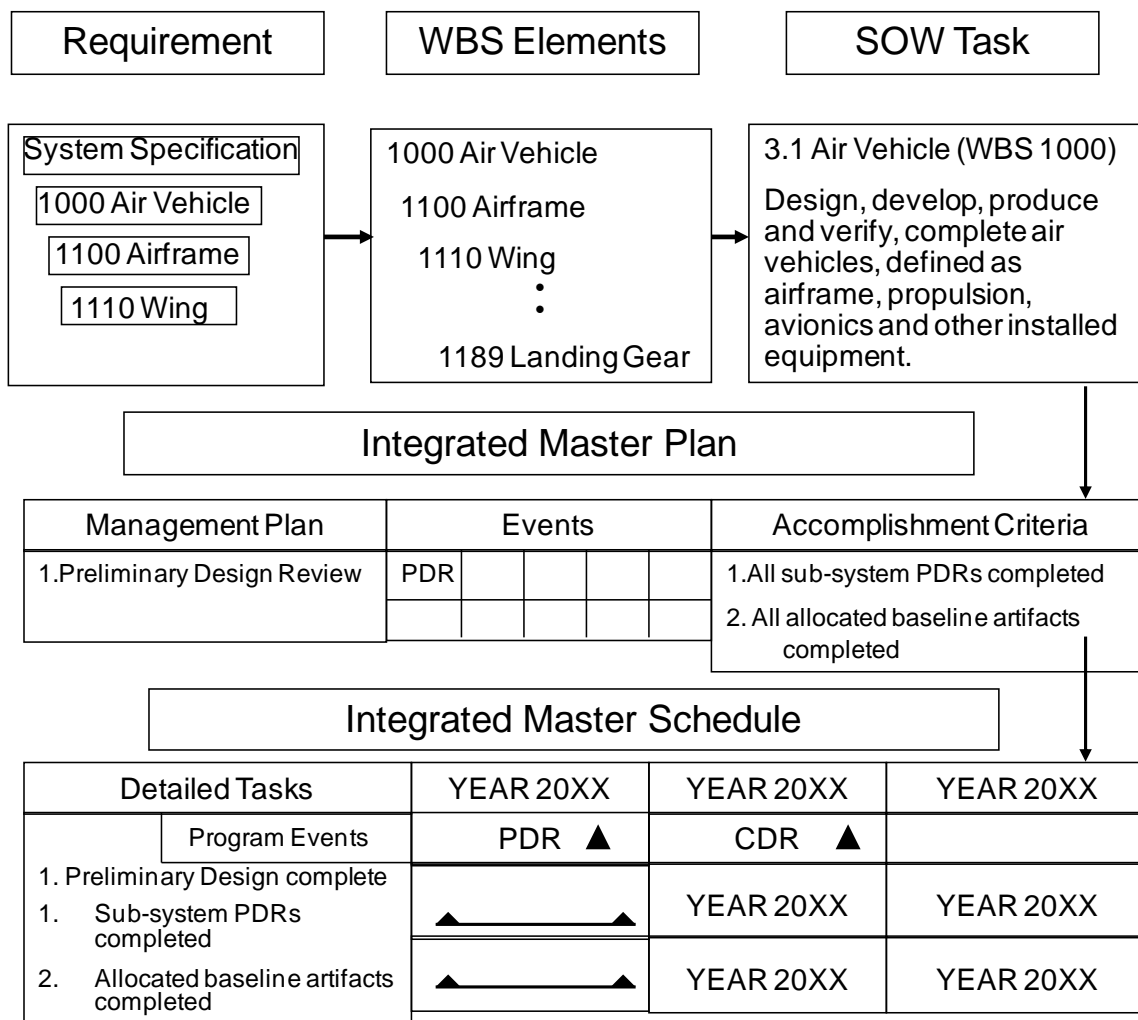 Requirement
WBS Elements
SOW Task
System Specification
1000 Air Vehicle
1100 Airframe
1110 Wing
1000 Air Vehicle
1100 Airframe
1110 Wing
1189 Landing Gear
3.1 Air Vehicle (WBS 1000)
Design, develop, produce
and verify, complete air
vehicles, defined as
airframe, propulsion,
avionics and other installed
equipment.
Integrated Master Plan
Management Plan
Events
Accomplishment Criteria
1.Preliminary Design Review
PDR
1.All sub-system PDRs completed
2. All allocated baseline artifacts
completed
Integrated Master Schedule
Detailed Tasks
YEAR 20XX
YEAR 20XX
YEAR 20XX
Program Events
PDR
CDR
1. Preliminary Design complete
1. Sub-system PDRs
completed
YEAR 20XX
YEAR 20XX
2. Allocated baseline artifacts
completed
YEAR 20XX
YEAR 20XX